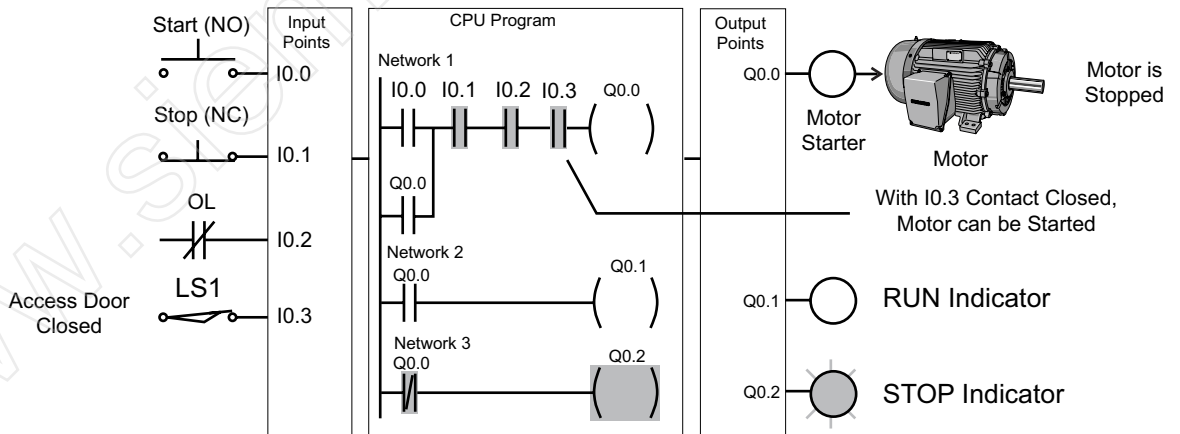 Start (NO)
Input
Points
CPU Program
Output
Points
I0.0
Network 1
I0.0 I0.1 I0.2 I0.3 Q0.0
Q0.0
Motor is
Stopped
Stop (NC)
I0.1
Motor
Starter
Motor
Q0.0
With I0.3 Contact Closed,
Motor can be Started
OL
I0.2
Network 2
Q0.0
Q0.1
Access Door
Closed
LS1
I0.3
Q0.1
RUN Indicator
Network 3
Q0.0
Q0.2
Q0.2
STOP Indicator